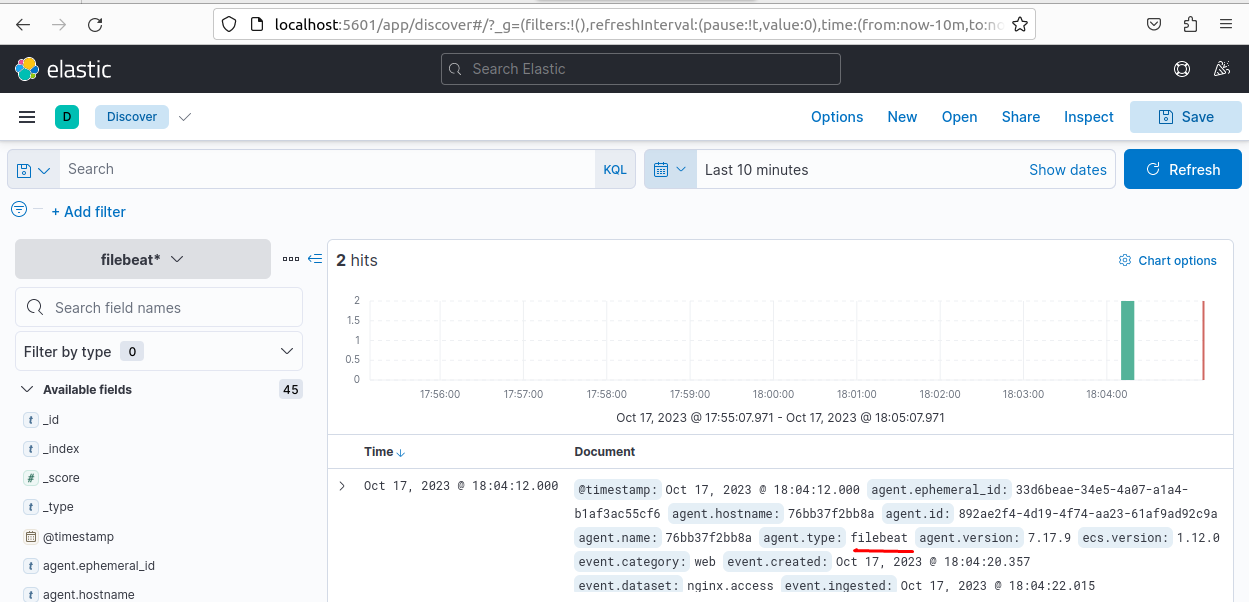 localhost:5601/app/discover#/?_g=(filters:!(),refreshInterval:(pause:!t,value:0),time:(from:now-10m,to:no
elastic
Search Elastic
D
Discover
Options
New
Open
Share
Inspect
Save
Search
KQL
Last 10 minutes
Show dates
Refresh
+ Add filter
filebeat*
2 hits
Chart options
Search field names
Filter by type 0
Available fields 45
t _id
t _index
# _score
t _type
@timestamp
t agent.ephemeral_id
t agent.hostname
2
1.5
1
0.5
0
17:56:00 17:57:00 17:58:00 17:59:00 18:00:00 18:01:00 18:02:00 18:03:00 18:04:00
Oct 17, 2023 @ 17:55:07.971 - Oct 17, 2023 @ 18:05:07.971
Time Document
Oct 17, 2023 @ 18:04:12.000
@timestamp: Oct 17, 2023 @ 18:04:12.000 agent.ephemeral_id: 33d6beae-34e5-4a07-a1a4-
b1af3ac55cf6 agent.hostname: 76bb37f2bb8a agent.id: 892ae2f4-4d19-4f74-aa23-61af9ad92c9a
agent.name: 76bb37f2bb8a agent.type: filebeat agent.version: 7.17.9 ecs.version: 1.12.0
event.category: web event.created: Oct 17, 2023 @ 18:04:20.357
event.dataset: nginx.access event.ingested: Oct 17, 2023 @ 18:04:22.015